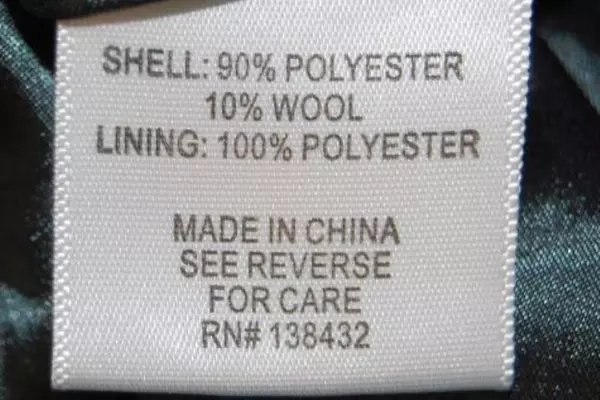 SHELL: 90% POLYESTER
10% WOOL
LINING: 100% POLYESTER
MADE IN CHINA
SEE REVERSE
FOR CARE
RN# 138432